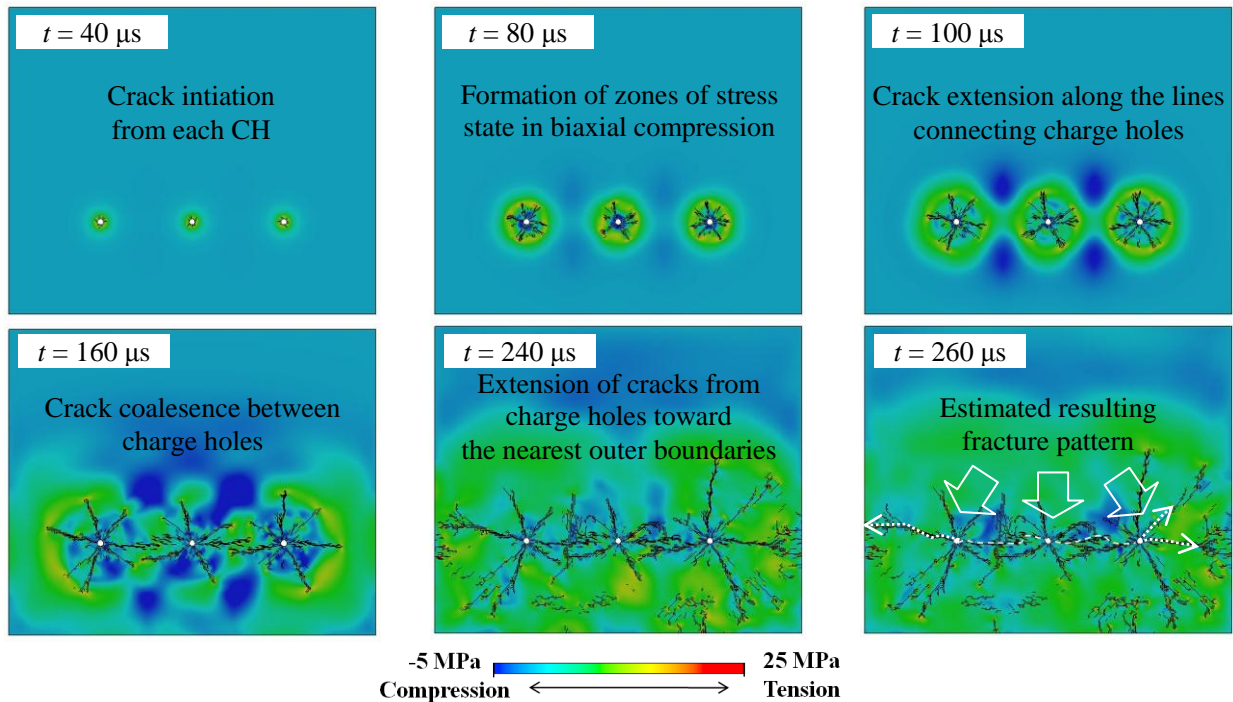 t = 40 μs
Crack intiation
from each CH
t = 80 μs
Formation of zones of stress
state in biaxial compression
t = 100 μs
Crack extension along the lines
connecting charge holes
t = 160 μs
Crack coalesence between
charge holes
t = 240 μs
Extension of cracks from
charge holes toward
the nearest outer boundaries
t = 260 μs
Estimated resulting
fracture pattern
-5 MPa
25 MPa
Compression
Tension